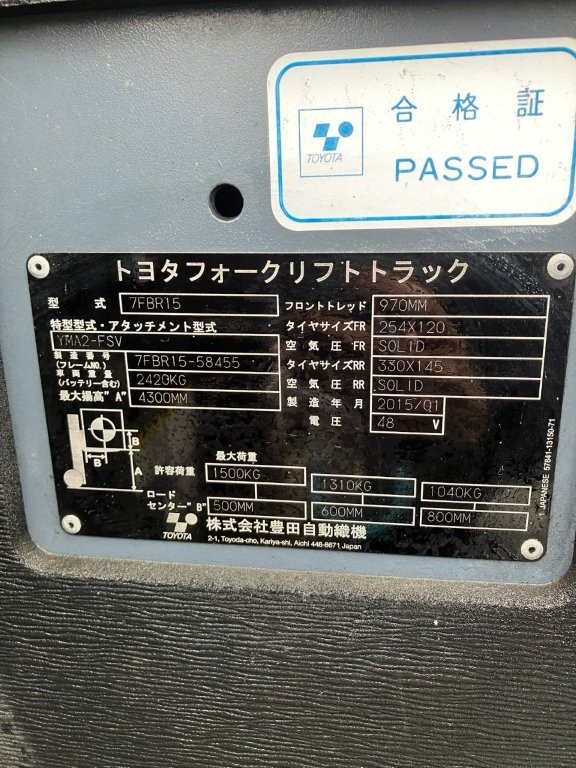 合格証
TOYOTA
PASSED
トヨタフォークリフトトラック
型式 7FBR15
特型型式・アタッチメント型式
YMA2-FSV
製造番号
(フレームNO.) 7FBR15-58455
車両重量
(バッテリー含む) 2420KG
最大揚高"A" 4300MM
フロントトレッド 970MM
タイヤサイズFR 254X120
空気圧 FR SOLID
タイヤサイズRR 330X145
空気圧 RR SOLID
製造年月 2015/01
電圧 48 V
B
B
A
最大荷重
許容荷重 1500KG 1310KG 1040KG
ロード
センター"B" 500MM 600MM 800MM
TOYOTA
株式会社豊田自動織機
2-1, Toyoda-cho, Kariya-shi, Aichi 448-8671 Japan
JAPANESE 57841-13150-71